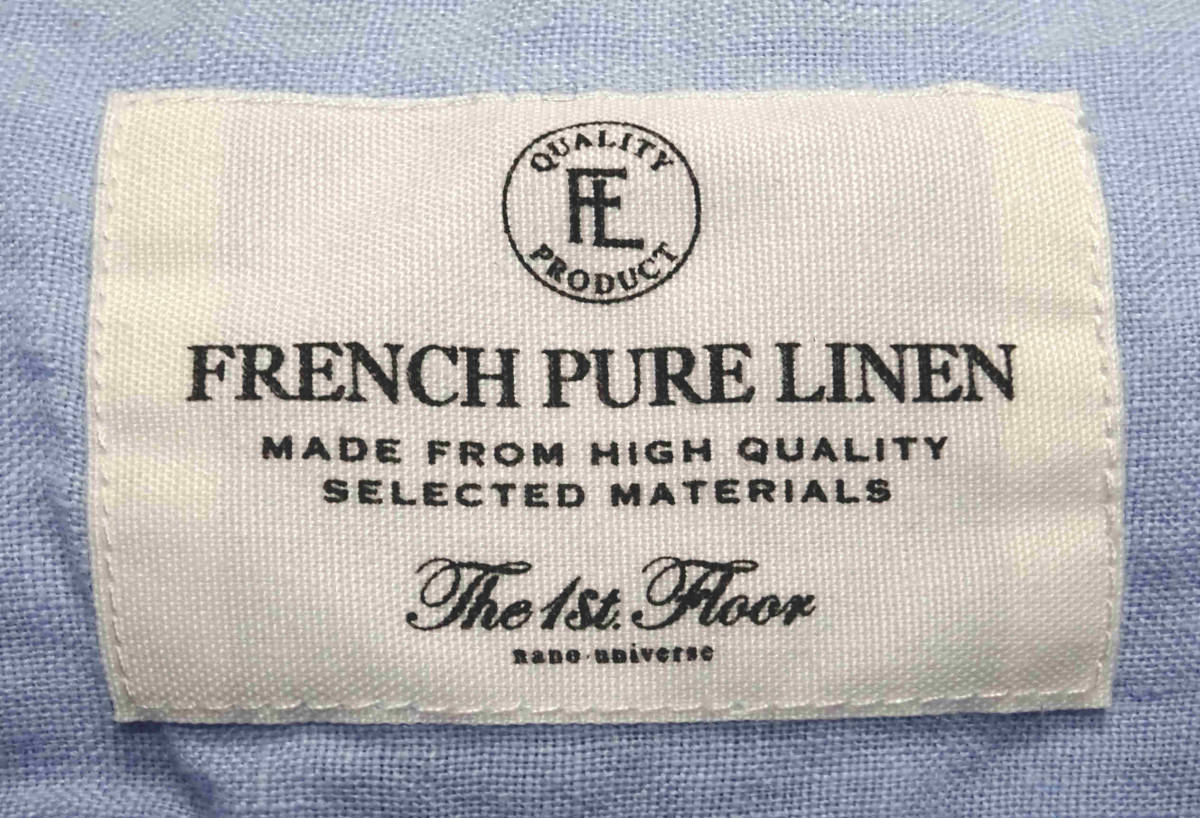 QUALITY
FL
PRODUCT
FRENCH PURE LINEN
MADE FROM HIGH QUALITY
SELECTED MATERIALS
The 1st. Floor
nano·universe